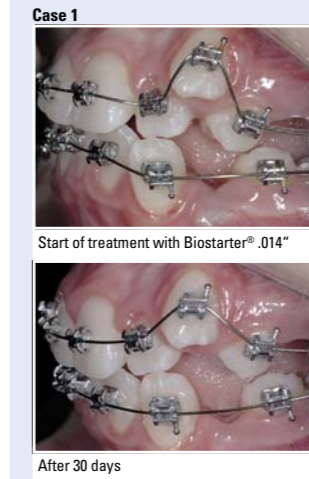 Case 1
Start of treatment with Biostarter® .014“
After 30 days